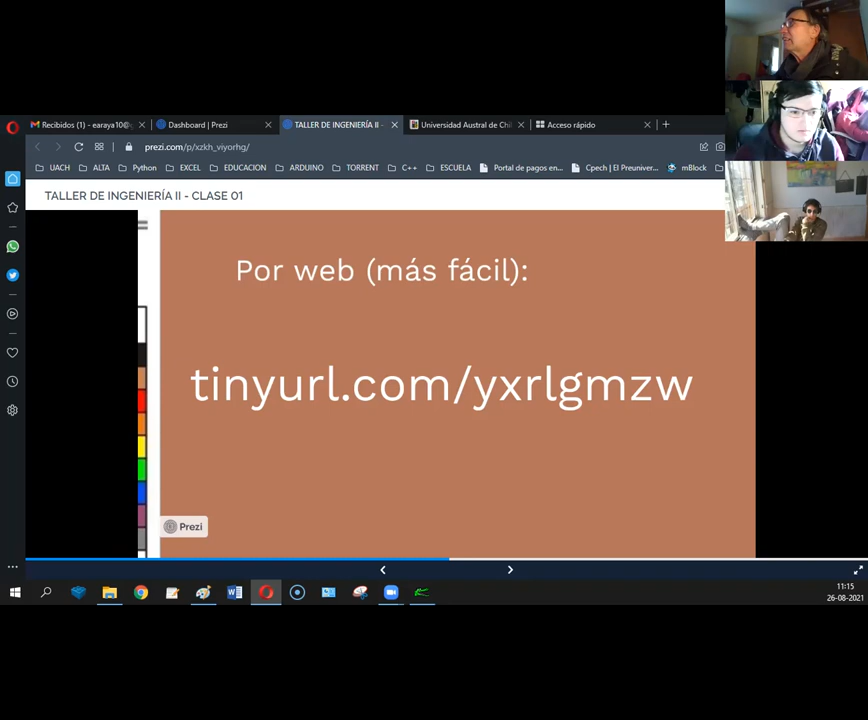 Recibidos (1) - earaya10@
Dashboard | Prezi
TALLER DE INGENIERÍA II -
Universidad Austral de Chi
Acceso rápido
prezi.com/p/xzkh_viyorhg/
UACH
ALTA
Python
EXCEL
EDUCACION
ARDUINO
TORRENT
C++
ESCUELA
Portal de pagos en...
Cpech | El Preuniver...
mBlock
TALLER DE INGENIERÍA II - CLASE 01
Por web (más fácil):
tinyurl.com/yxrlgmzw
Prezi
11:15
26-08-2021